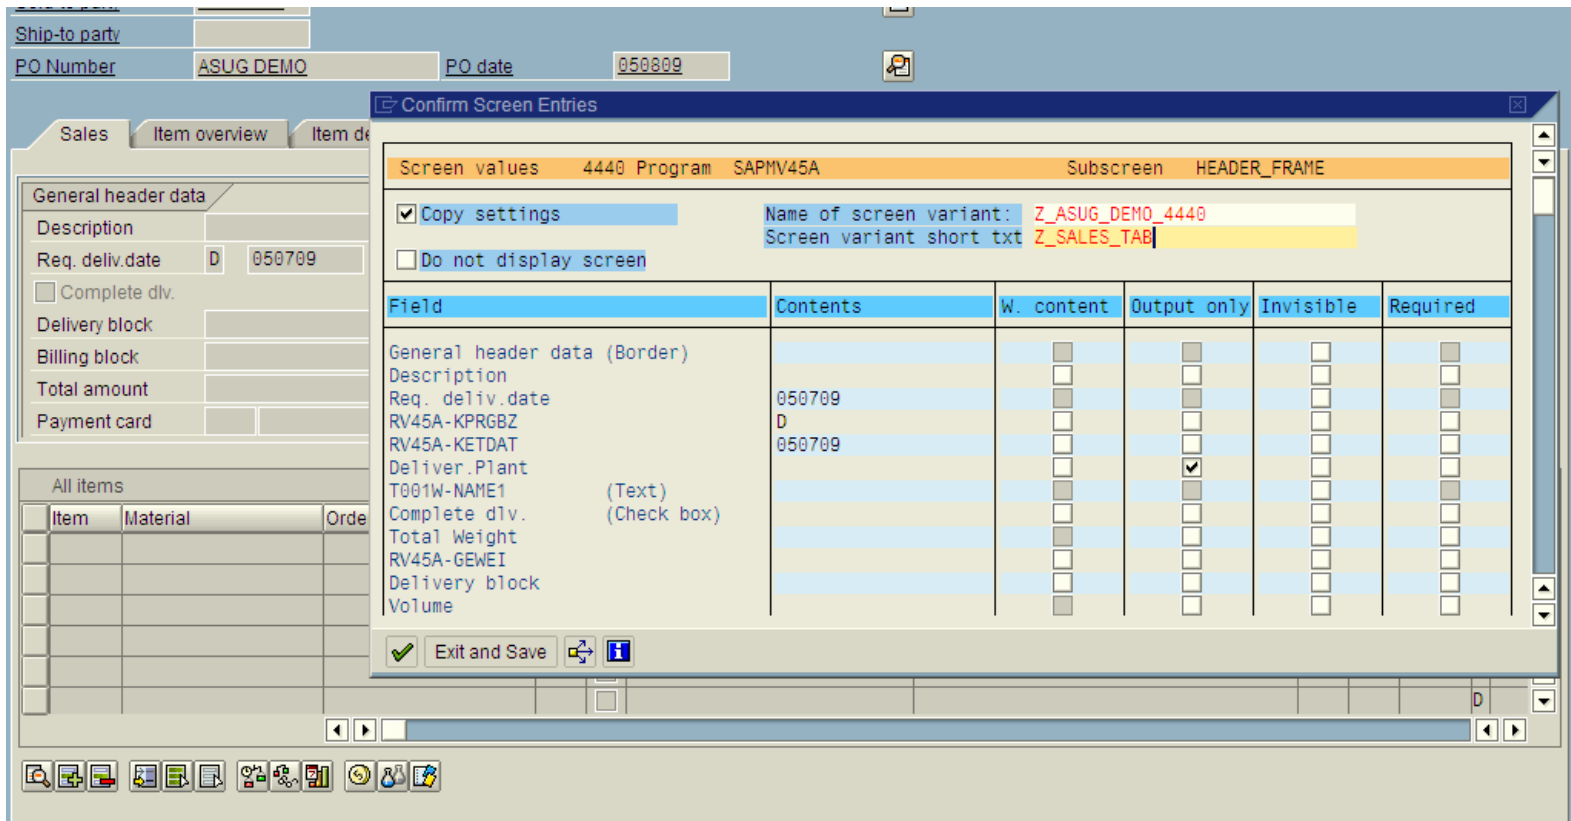 Ship-to party
PO Number ASUG DEMO PO date 050809
Confirm Screen Entries
Sales Item overview Item de
Screen values 4440 Program SAPMV45A Subscreen HEADER_FRAME
General header data
Copy settings Name of screen variant: Z_ASUG_DEMO_4440
Description
Screen variant short txt Z_SALES_TAB
Req. deliv.date D 050709
Do not display screen
Complete dlv.
Field Contents W. content Output only Invisible Required
Delivery block
Billing block
Total amount
Payment card
General header data (Border)
Description
Req. deliv.date 050709
RV45A-KPRGBZ D
RV45A-KETDAT 050709
Deliver.Plant
T001W-NAME1 (Text)
Complete dlv. (Check box)
Total Weight
RV45A-GEWEI
Delivery block
Volume
All items
Item Material Orde
Exit and Save
D